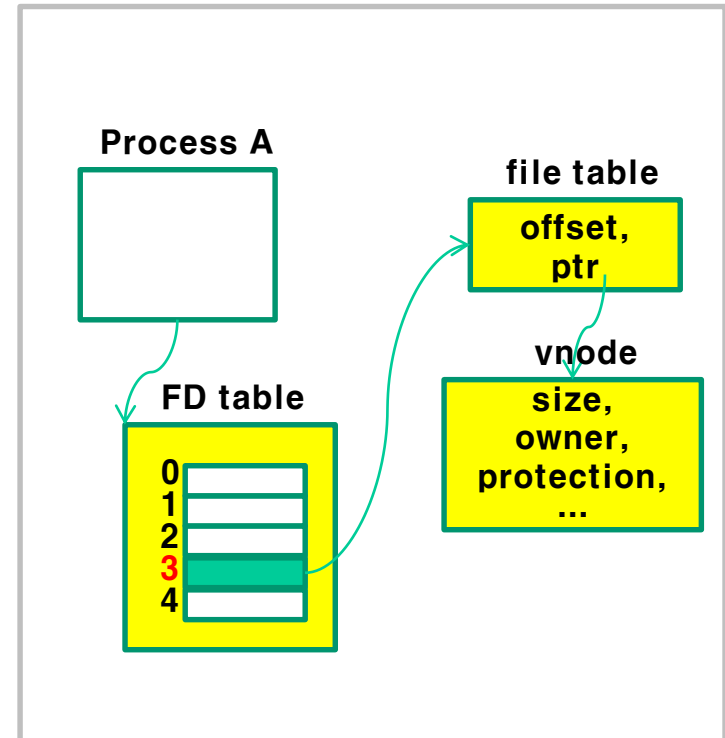 Process A
file table
offset,
ptr
vnode
FD table
size,
owner,
protection,
...
0
1
2
3
4